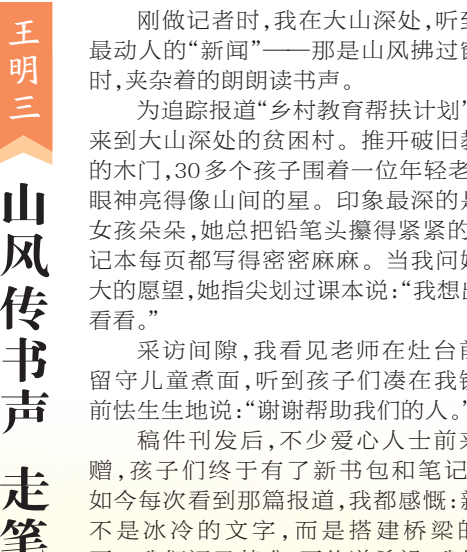 王明三
山风传书声 走笔
刚做记者时,我在大山深处,听到
最动人的“新闻”——那是山风拂过窗
时,夹杂着的朗朗读书声。
为追踪报道“乡村教育帮扶计划”
来到大山深处的贫困村。推开破旧教
的木门,30多个孩子围着一位年轻老
眼神亮得像山间的星。印象最深的是
女孩朵朵,她总把铅笔头攥得紧紧的
记本每页都写得密密麻麻。当我问她
大的愿望,她指尖划过课本说:“我想出
看看。”
采访间隙,我看见老师在灶台前
留守儿童煮面,听到孩子们凑在我镜
前怯生生地说:“谢谢帮助我们的人。”
稿件刊发后,不少爱心人士前来
赠,孩子们终于有了新书包和笔记
如今每次看到那篇报道,我都感慨:新
不是冰冷的文字,而是搭建桥梁的